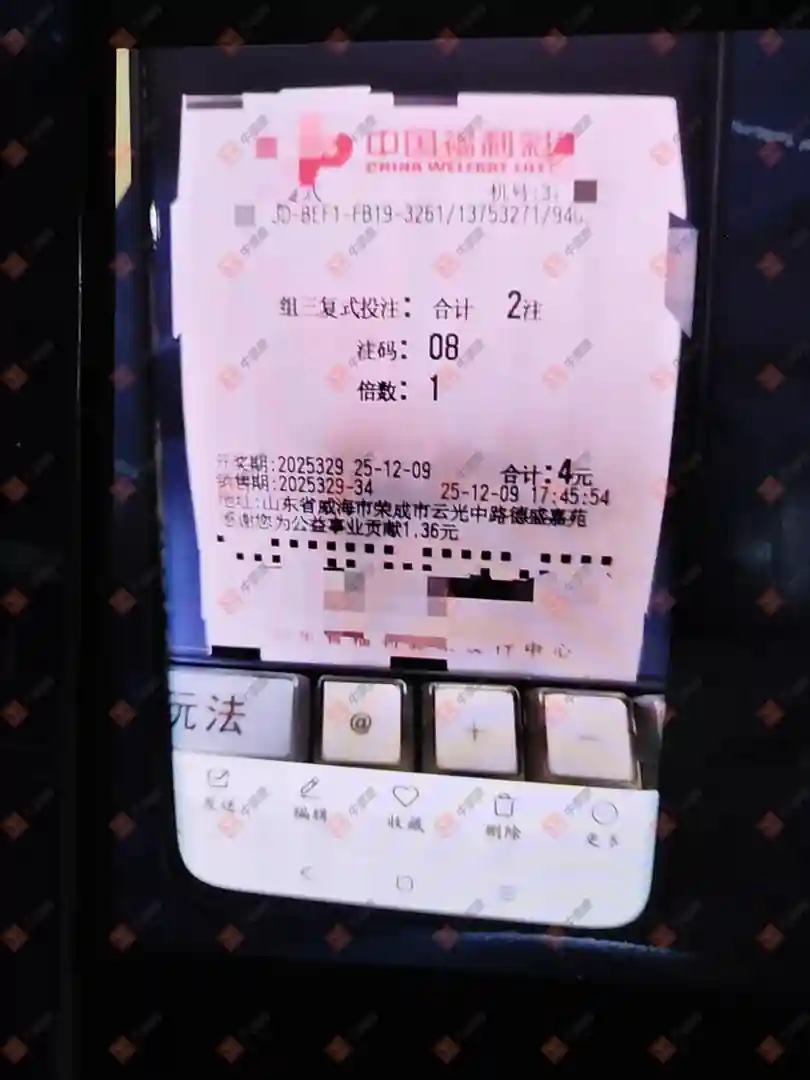 中国福利彩
CHINA WELFARE LOT
机号:3
JD-8EF1-FB19-3261/13753271/940
组三复式投注: 合计 2注
注码: 08
倍数: 1
开奖期:2025329 25-12-09 合计:4元
销售期:2025329-34 25-12-09 17:45:54
地址:山东省威海市荣成市云光中路德盛嘉苑
感谢您为公益事业贡献1.36元
中心
玩法 @ + -
发送 编辑 收藏 删除 更多